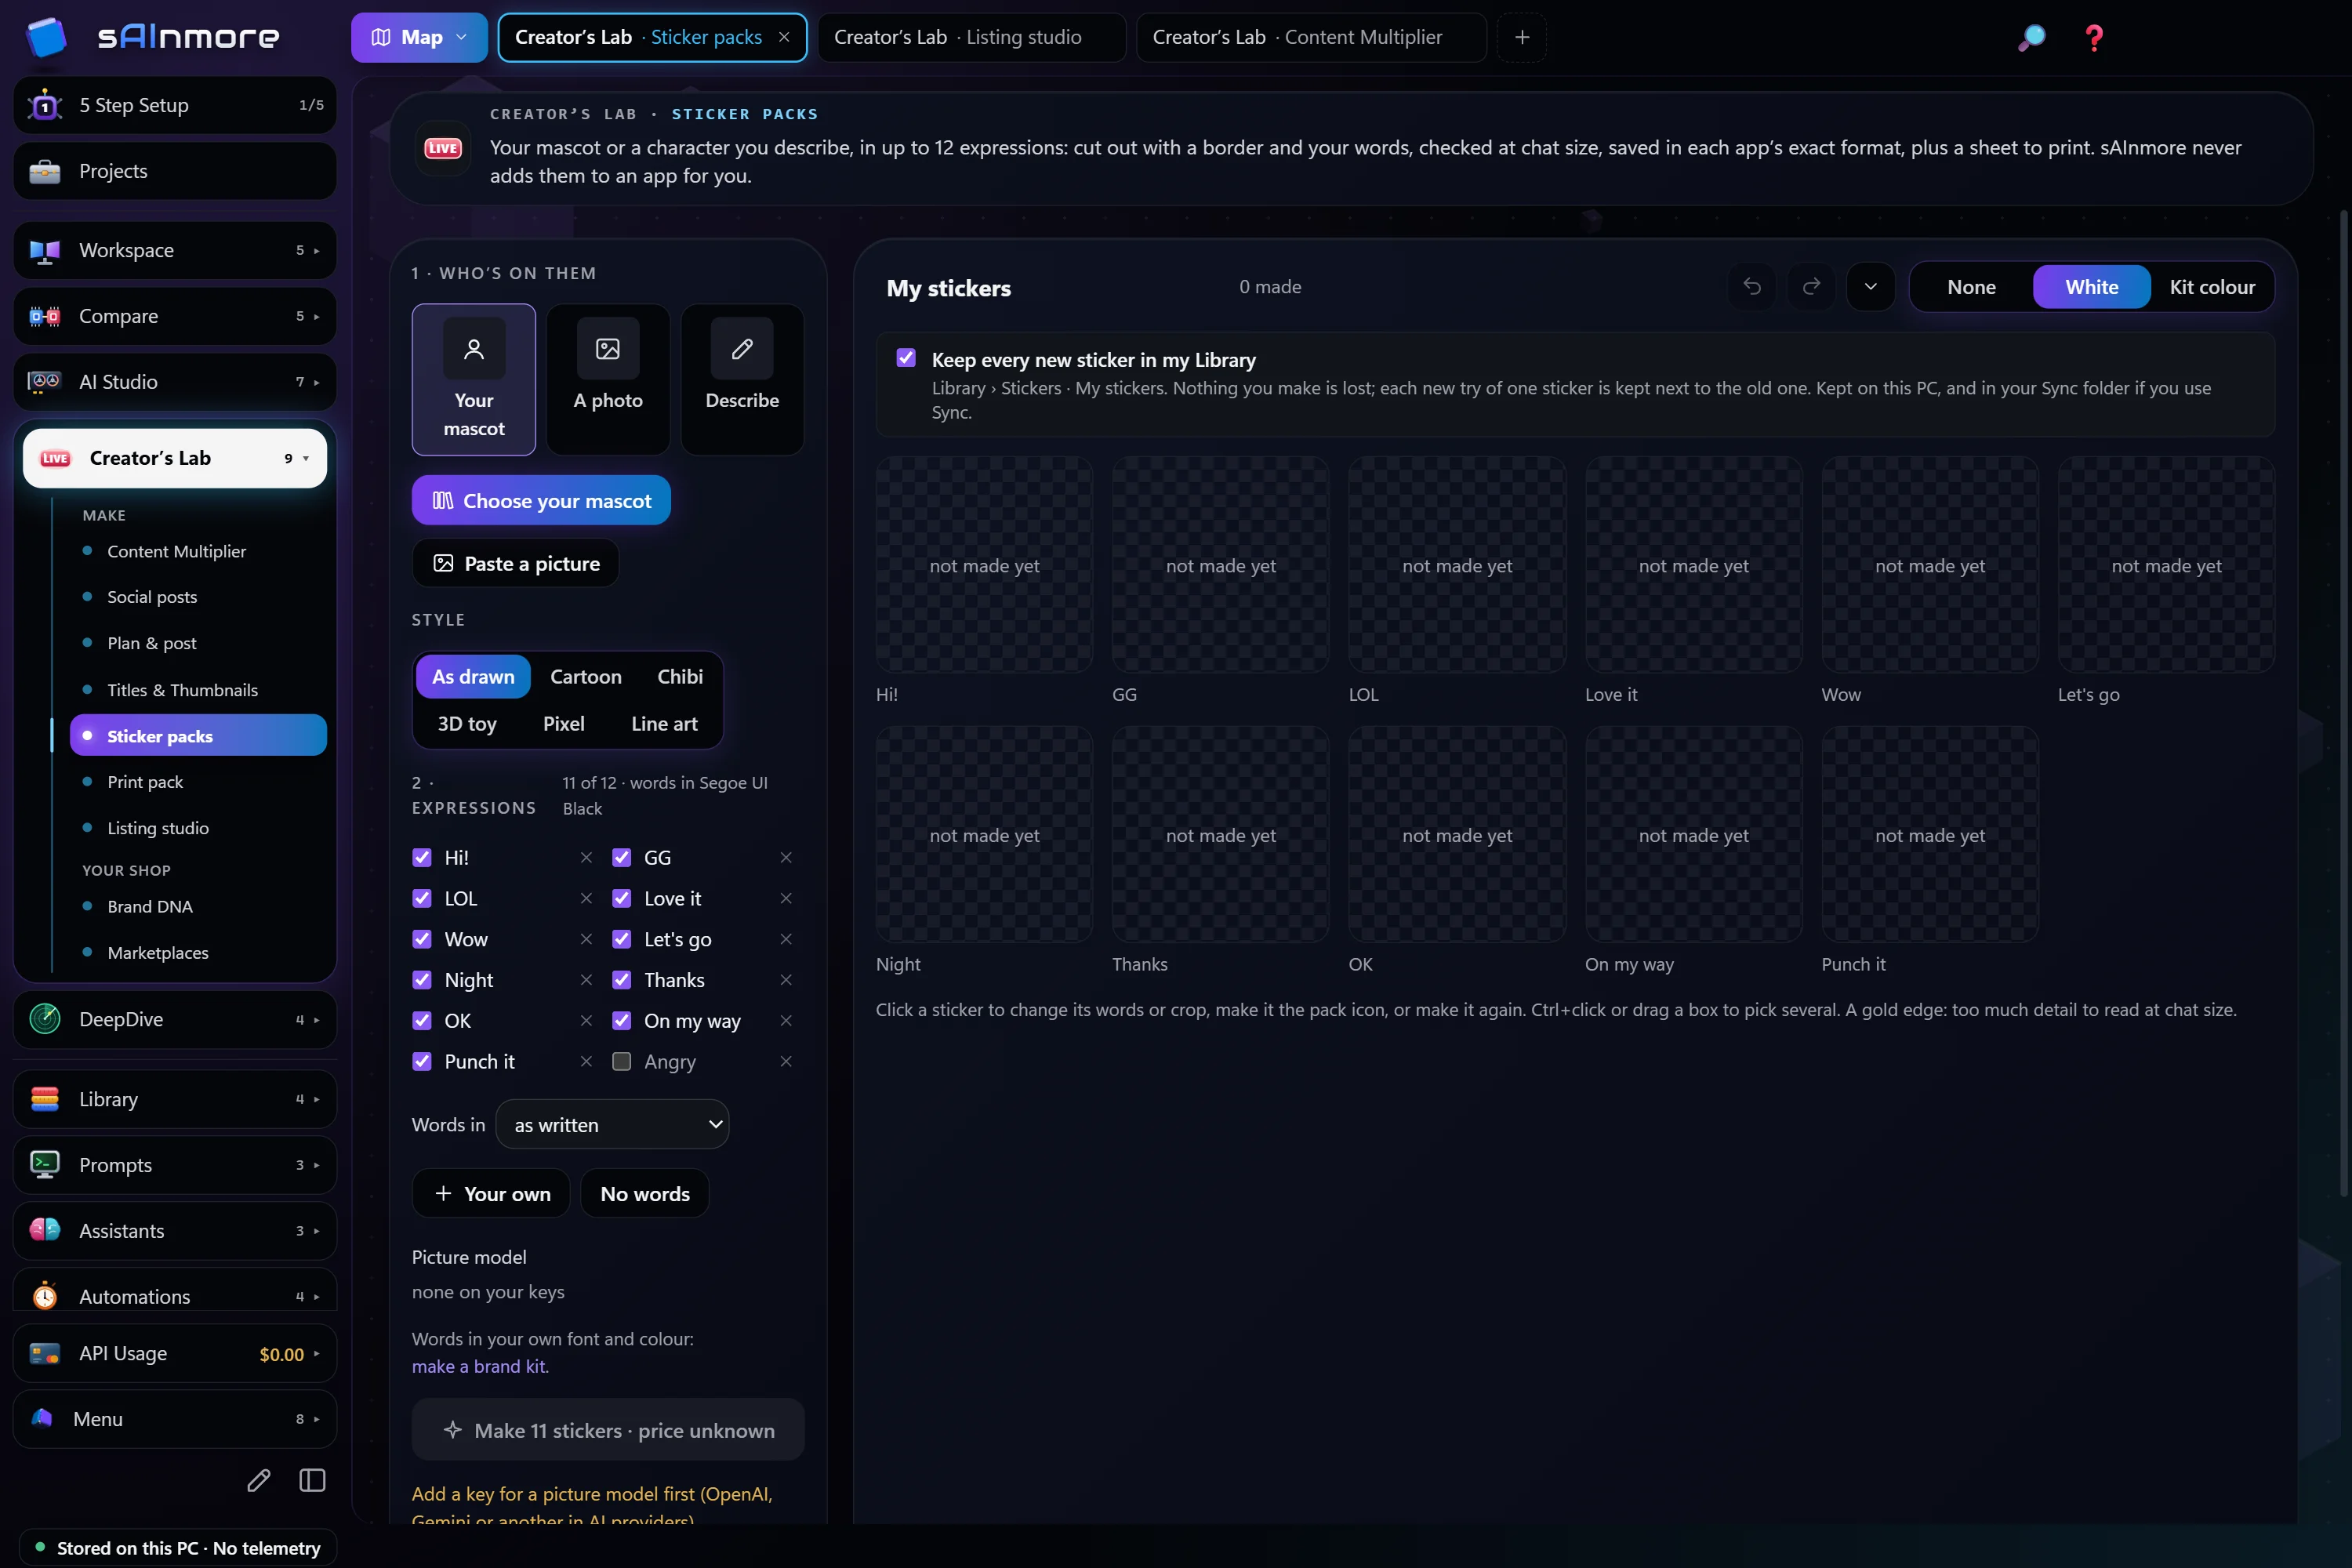 sAInmore
Map
Creator's Lab · Sticker packs
Creator's Lab · Listing studio
Creator's Lab · Content Multiplier
5 Step Setup 1/5
Projects
Workspace 5
Compare 5
AI Studio 7
LIVE Creator's Lab 9
MAKE
Content Multiplier
Social posts
Plan & post
Titles & Thumbnails
Sticker packs
Print pack
Listing studio
YOUR SHOP
Brand DNA
Marketplaces
DeepDive 4
Library 4
Prompts 3
Assistants 3
Automations 4
API Usage $0.00
Menu 8
Stored on this PC · No telemetry
LIVE
CREATOR'S LAB · STICKER PACKS
Your mascot or a character you describe, in up to 12 expressions: cut out with a border and your words, checked at chat size, saved in each app's exact format, plus a sheet to print. sAInmore never
adds them to an app for you.
1 · WHO'S ON THEM
Your
mascot
A photo
Describe
Choose your mascot
Paste a picture
STYLE
As drawn Cartoon Chibi
3D toy Pixel Line art
2 ·
EXPRESSIONS
11 of 12 · words in Segoe UI
Black
Hi! GG
LOL Love it
Wow Let's go
Night Thanks
OK On my way
Punch it Angry
Words in as written
Your own No words
Picture model
none on your keys
Words in your own font and colour:
make a brand kit.
Make 11 stickers · price unknown
Add a key for a picture model first (OpenAI,
Gemini or another in AI providers)
My stickers 0 made
None White Kit colour
Keep every new sticker in my Library
Library › Stickers · My stickers. Nothing you make is lost; each new try of one sticker is kept next to the old one. Kept on this PC, and in your Sync folder if you use
Sync.
not made yet not made yet not made yet not made yet not made yet not made yet
Hi! GG LOL Love it Wow Let's go
not made yet not made yet not made yet not made yet not made yet
Night Thanks OK On my way Punch it
Click a sticker to change its words or crop, make it the pack icon, or make it again. Ctrl+click or drag a box to pick several. A gold edge: too much detail to read at chat size.